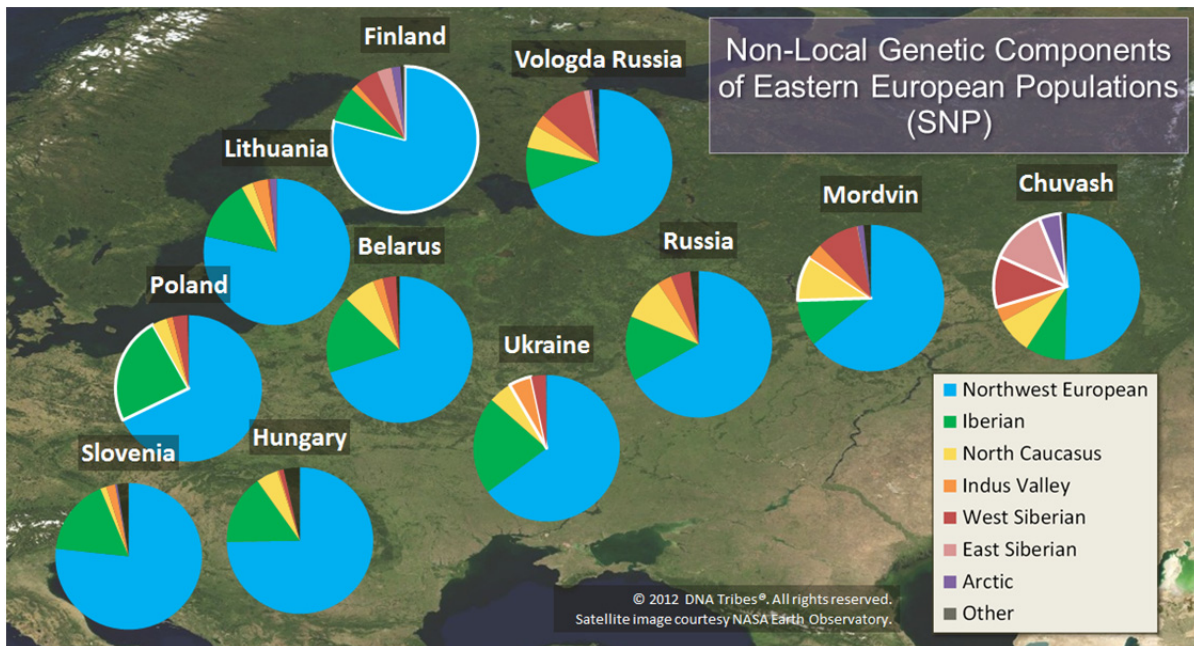 Non-Local Genetic Components
of Eastern European Populations
(SNP)
Finland
Vologda Russia
Lithuania
Mordvin
Chuvash
Belarus
Russia
Poland
Ukraine
Hungary
Slovenia
Northwest European
Iberian
North Caucasus
Indus Valley
West Siberian
East Siberian
Arctic
Other
© 2012 DNA Tribes®. All rights reserved.
Satellite image courtesy NASA Earth Observatory.